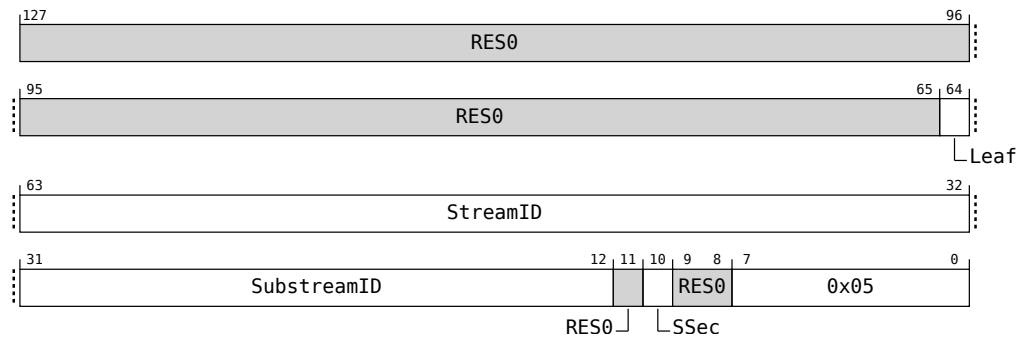 127 96
RES0
95 65 64
RES0
Leaf
63 32
StreamID
31 12 11 10 9 8 7 0
SubstreamID RES0 0x05
RES0 SSec